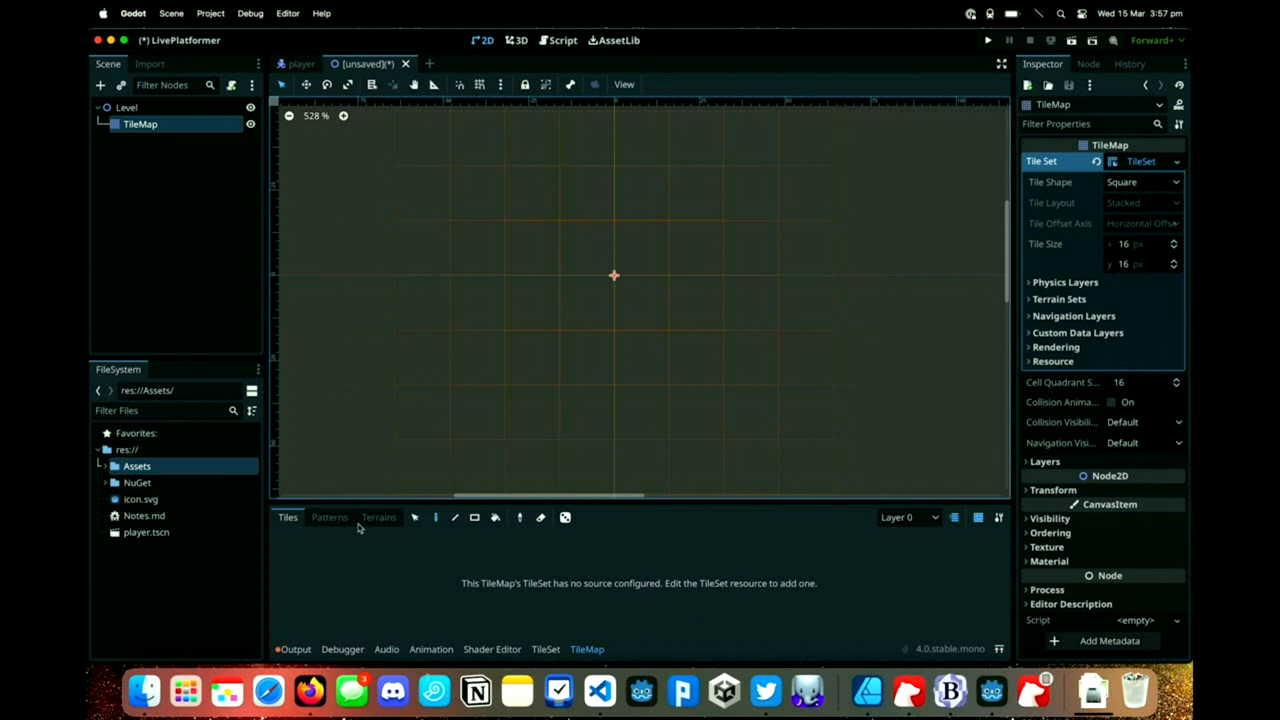 Godot Scene Project Debug Editor Help Wed 15 Mar 3:57 pm
(*) LivePlatformer 2D 3D Script AssetLib Forward+
Scene Import
Filter Nodes
Level
TileMap
player [unsaved](*)
View
528 %
Inspector Node History
TileMap
Filter Properties
TileMap
Tile Set TileSet
Tile Shape Square
Tile Layout Stacked
Tile Offset Axis Horizontal Offse
Tile Size x 16 px
y 16 px
Physics Layers
Terrain Sets
Navigation Layers
Custom Data Layers
Rendering
Resource
Cell Quadrant S... 16
Collision Anima... On
Collision Visibili... Default
Navigation Visi... Default
Layers
Node2D
Transform
CanvasItem
Visibility
Ordering
Texture
Material
Node
Process
Editor Description
Script <empty>
Add Metadata
FileSystem
res://Assets/
Filter Files
Favorites:
res://
Assets
NuGet
icon.svg
Notes.md
player.tscn
Tiles Patterns Terrains Layer 0
This TileMap's TileSet has no source configured. Edit the TileSet resource to add one.
Output Debugger Audio Animation Shader Editor TileSet TileMap 4.0.stable.mono
3